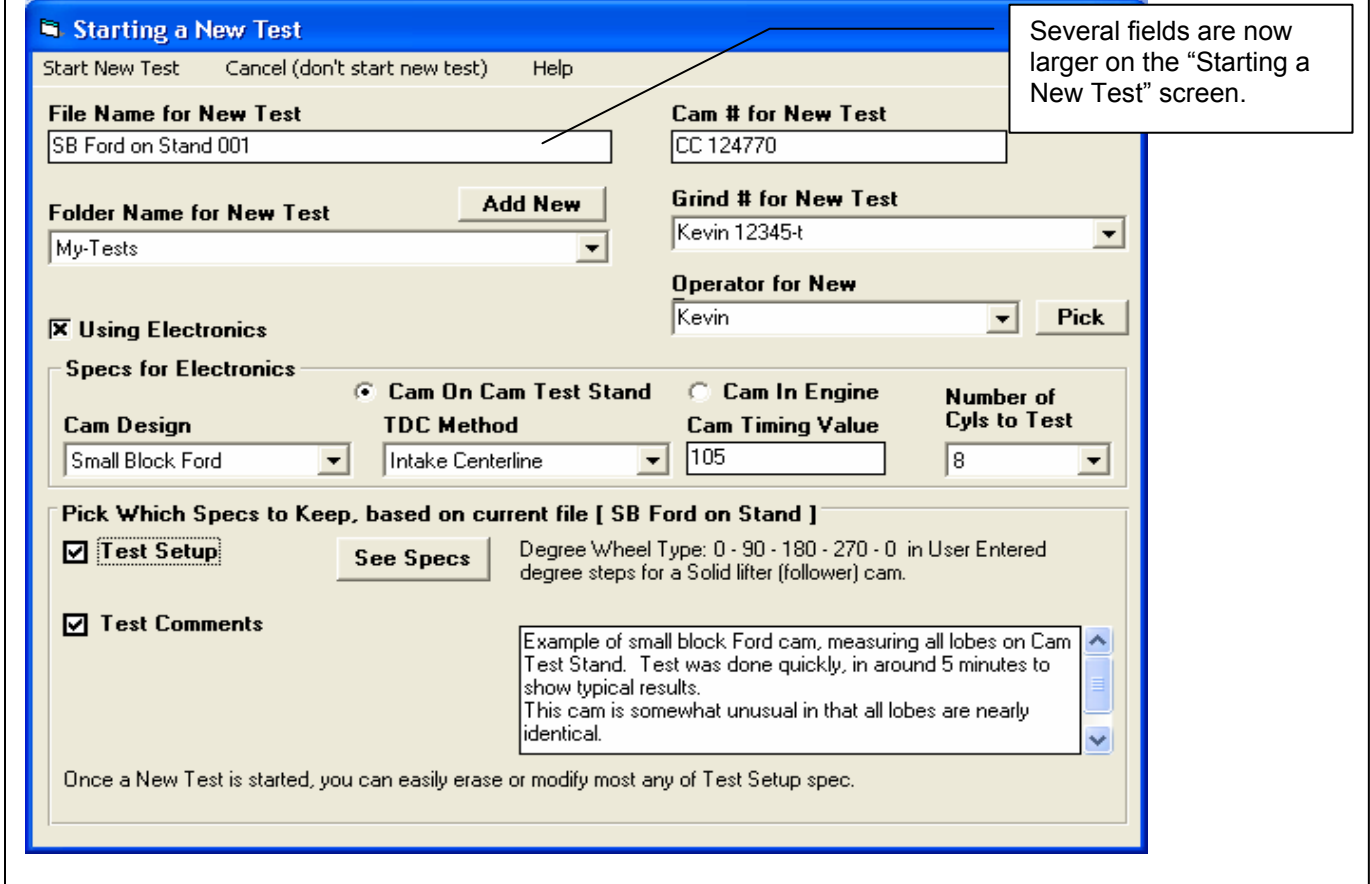 Starting a New Test
Several fields are now
larger on the “Starting a
New Test” screen.
Start New Test Cancel (don't start new test) Help
File Name for New Test
SB Ford on Stand 001
Cam # for New Test
CC 124770
Folder Name for New Test
Add New
My-Tests
Grind # for New Test
Kevin 12345-t
Operator for New
Kevin
Pick
Using Electronics
Specs for Electronics
Cam On Cam Test Stand
Cam In Engine
Cam Design
Small Block Ford
TDC Method
Intake Centerline
Cam Timing Value
105
Number of
Cyls to Test
8
Pick Which Specs to Keep, based on current file [ SB Ford on Stand ]
Test Setup
See Specs
Degree Wheel Type: 0 - 90 - 180 - 270 - 0 in User Entered
degree steps for a Solid lifter (follower) cam.
Test Comments
Example of small block Ford cam, measuring all lobes on Cam
Test Stand. Test was done quickly, in around 5 minutes to
show typical results.
This cam is somewhat unusual in that all lobes are nearly
identical.
Once a New Test is started, you can easily erase or modify most any of Test Setup spec.